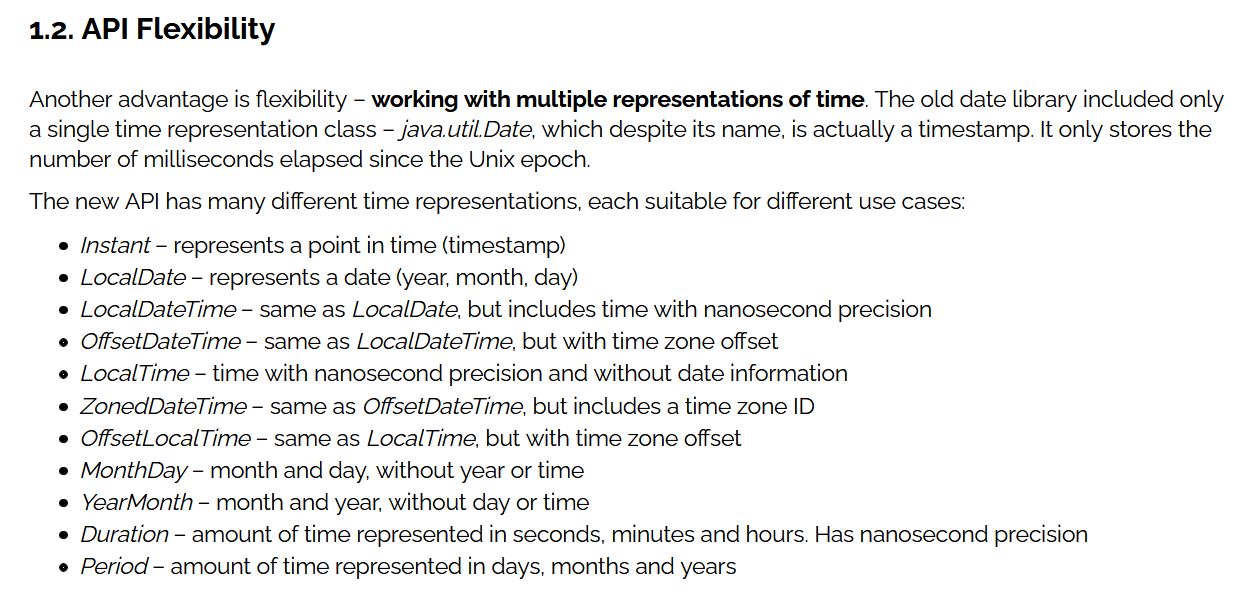 1.2. API Flexibility
Another advantage is flexibility – working with multiple representations of time. The old date library included only
a single time representation class – java.util.Date, which despite its name, is actually a timestamp. It only stores the
number of milliseconds elapsed since the Unix epoch.
The new API has many different time representations, each suitable for different use cases:
• Instant – represents a point in time (timestamp)
• LocalDate – represents a date (year, month, day)
• LocalDateTime – same as LocalDate, but includes time with nanosecond precision
• OffsetDateTime – same as LocalDateTime, but with time zone offset
• LocalTime – time with nanosecond precision and without date information
• ZonedDateTime – same as OffsetDateTime, but includes a time zone ID
• OffsetLocalTime – same as LocalTime, but with time zone offset
• MonthDay – month and day, without year or time
• YearMonth – month and year, without day or time
• Duration – amount of time represented in seconds, minutes and hours. Has nanosecond precision
• Period – amount of time represented in days, months and years